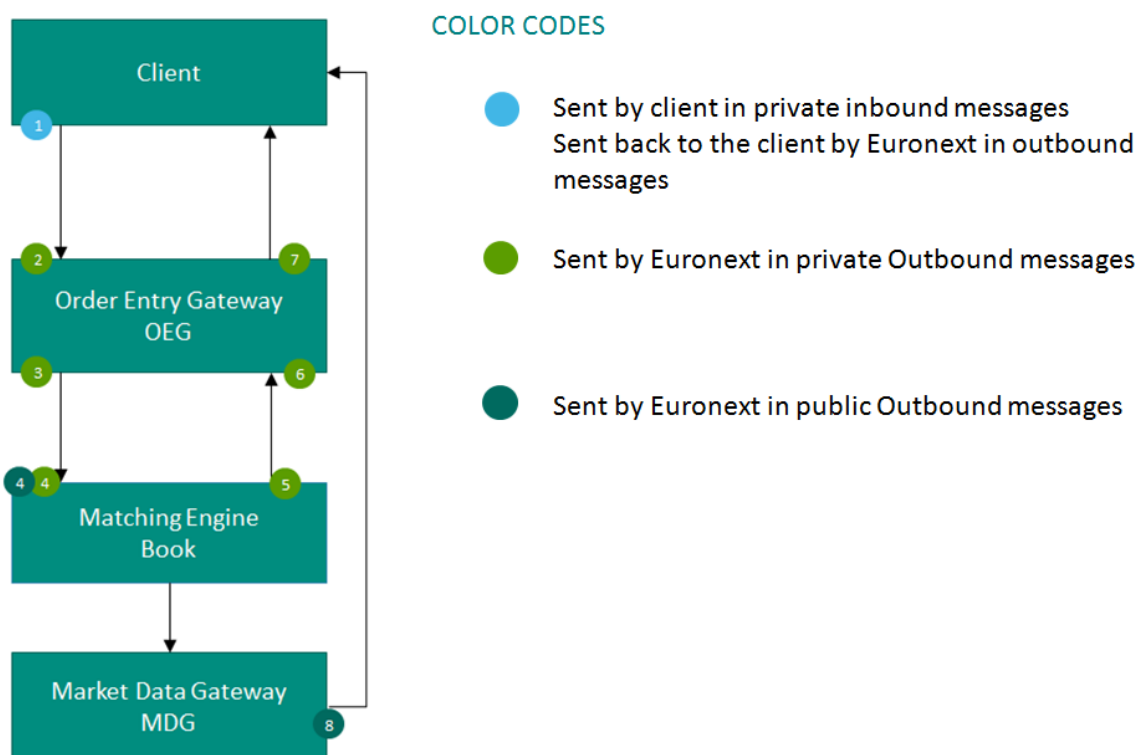 COLOR CODES
Client
1
Sent by client in private inbound messages
Sent back to the client by Euronext in outbound
messages
2
7
Sent by Euronext in private Outbound messages
Order Entry Gateway
OEG
3
6
Sent by Euronext in public Outbound messages
4
4
5
Matching Engine
Book
Market Data Gateway
MDG
8